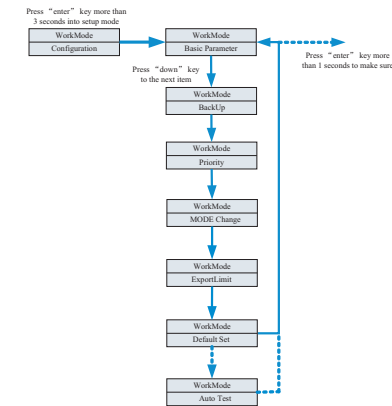 Press “enter” key more than
3 seconds into setup mode
WorkMode
Configuration
WorkMode
Basic Parameter
Press “enter” key more
than 1 seconds to make sure
Press “down” key
to the next item
WorkMode
BackUp
WorkMode
Priority
WorkMode
MODE Change
WorkMode
ExportLimit
WorkMode
Default Set
WorkMode
Auto Test